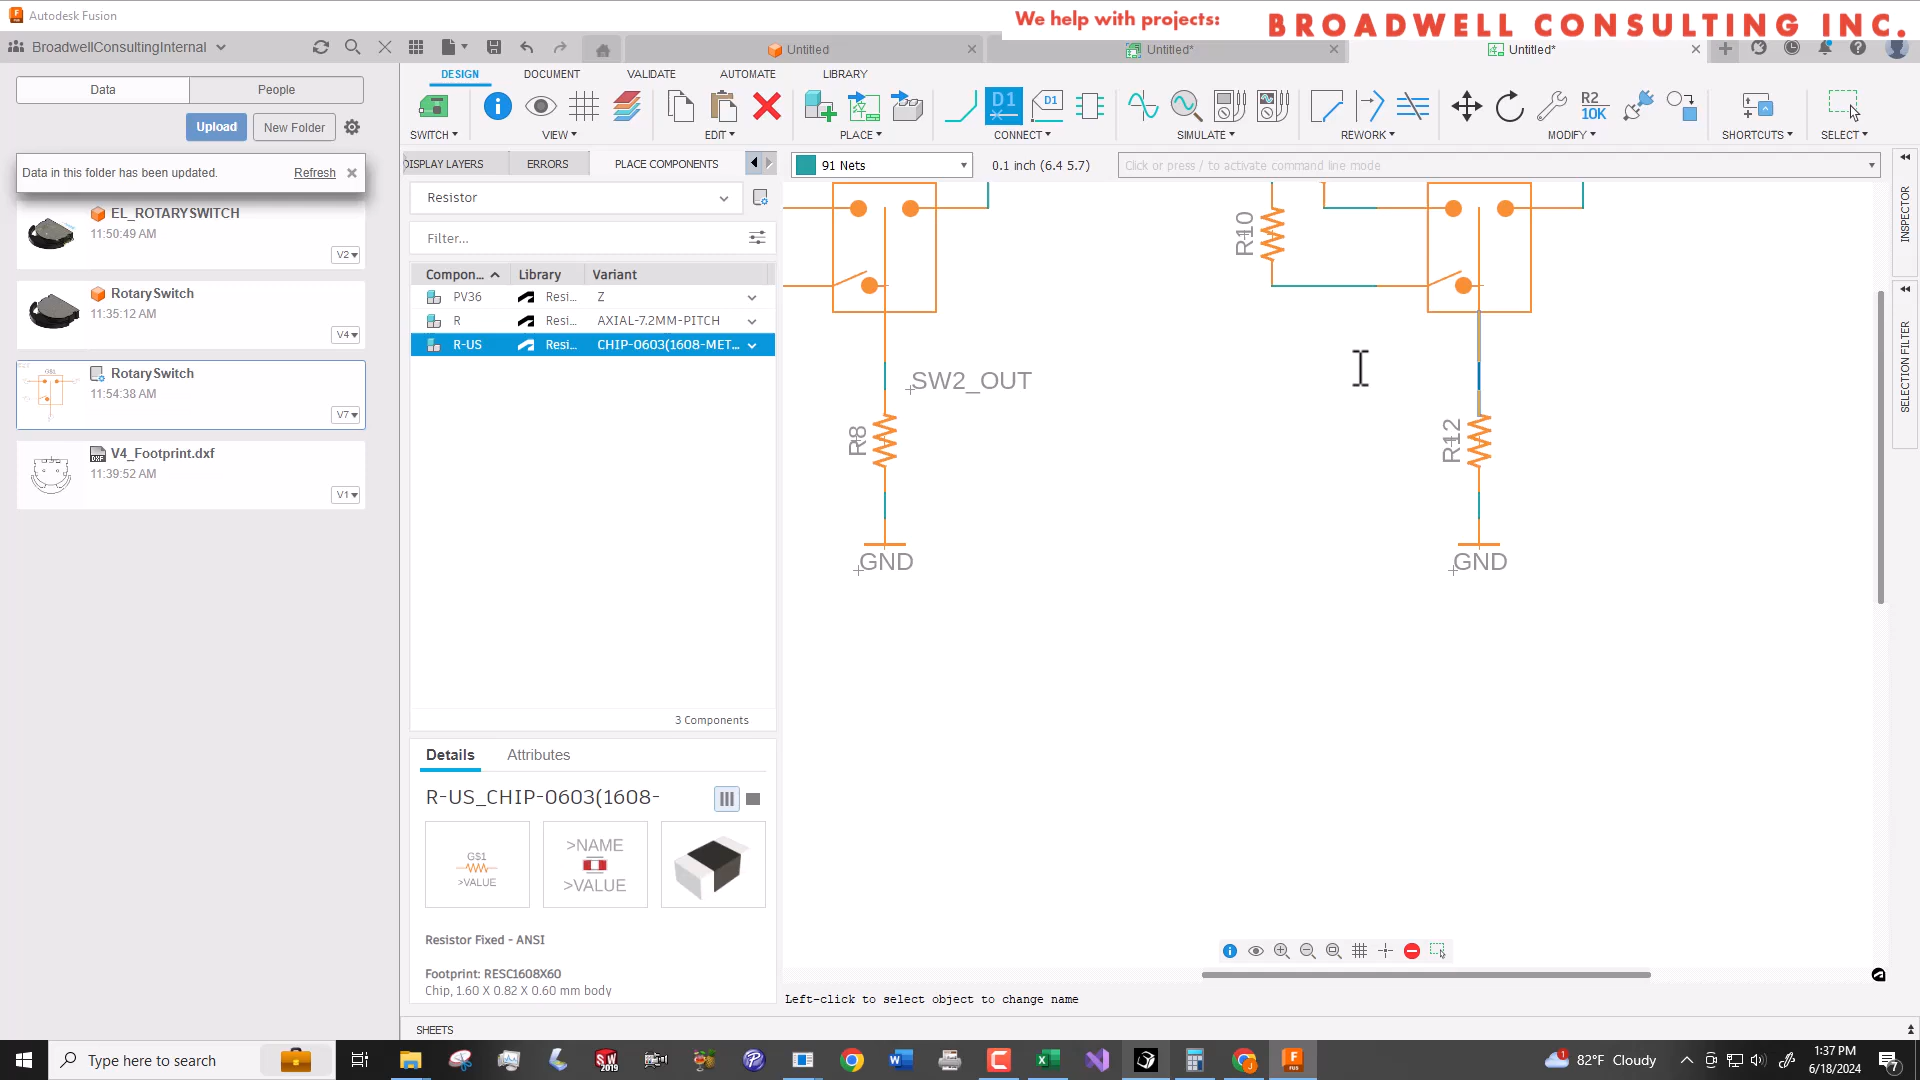 Autodesk Fusion
We help with projects:
BROADWELL CONSULTING INC.
BroadwellConsultingInternal
Untitled
Untitled*
Untitled*
Data
People
Upload
New Folder
Data in this folder has been updated.
Refresh
EL_ROTARYSWITCH
11:50:49 AM
V2
RotarySwitch
11:35:12 AM
V4
RotarySwitch
11:54:38 AM
V7
V4_Footprint.dxf
11:39:52 AM
V1
DESIGN
DOCUMENT
VALIDATE
AUTOMATE
LIBRARY
D1
D1
R2
10K
SWITCH
VIEW
EDIT
PLACE
CONNECT
SIMULATE
REWORK
MODIFY
SHORTCUTS
SELECT
DISPLAY LAYERS
ERRORS
PLACE COMPONENTS
91 Nets
0.1 inch (6.4 5.7)
Click or press / to activate command line mode
Resistor
Filter...
Compon...
Library
Variant
PV36
Resi...
Z
R
Resi...
AXIAL-7.2MM-PITCH
R-US
Resi...
CHIP-0603(1608-MET...
3 Components
Details
Attributes
R-US_CHIP-0603(1608-
G$1
>VALUE
>NAME
>VALUE
Resistor Fixed - ANSI
Footprint: RESC1608X60
Chip, 1.60 X 0.82 X 0.60 mm body
R10
SW2_OUT
R8
R12
GND
GND
INSPECTOR
SELECTION FILTER
Left-click to select object to change name
SHEETS
Type here to search
82°F Cloudy
1:37 PM
6/18/2024
7